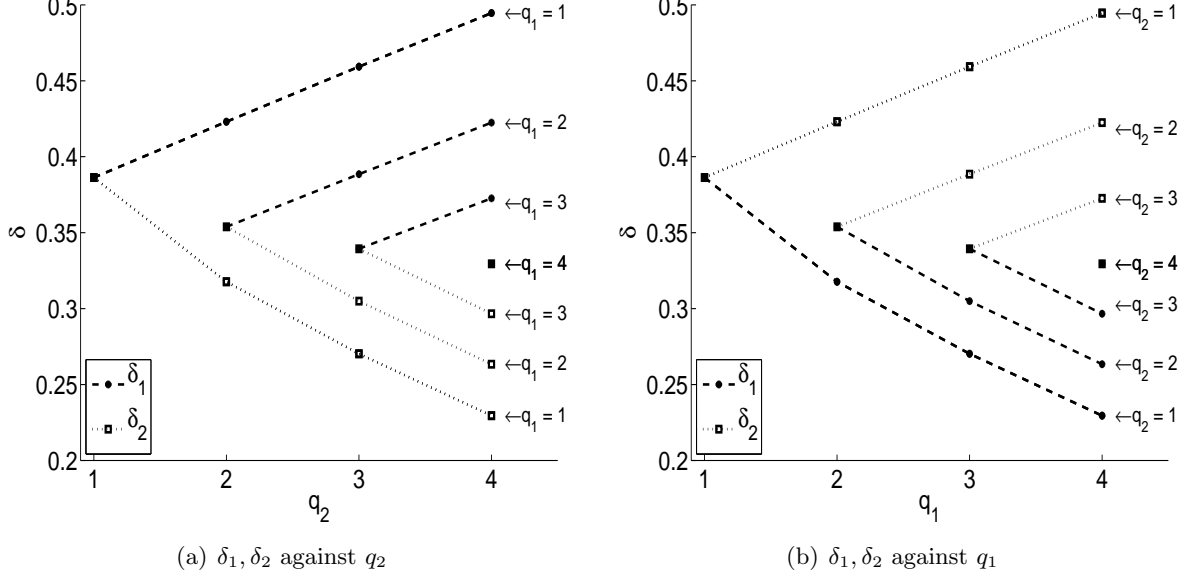 0.5
0.45
0.4
0.35
0.3
0.25
0.2
δ
1 2 3 4
q₂
←q₁ = 1
←q₁ = 2
←q₁ = 3
←q₁ = 4
←q₁ = 3
←q₁ = 2
←q₁ = 1
δ₁
δ₂
(a) δ₁, δ₂ against q₂
0.5
0.45
0.4
0.35
0.3
0.25
0.2
δ
1 2 3 4
q₁
←q₂ = 1
←q₂ = 2
←q₂ = 3
←q₂ = 4
←q₂ = 3
←q₂ = 2
←q₂ = 1
δ₁
δ₂
(b) δ₁, δ₂ against q₁